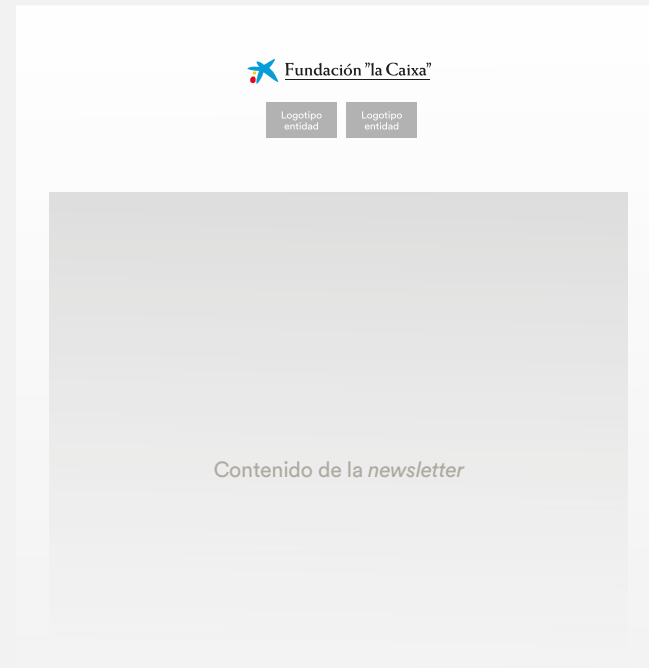 Fundación ”la Caixa”
Logotipo
entidad
Logotipo
entidad
Contenido de la newsletter